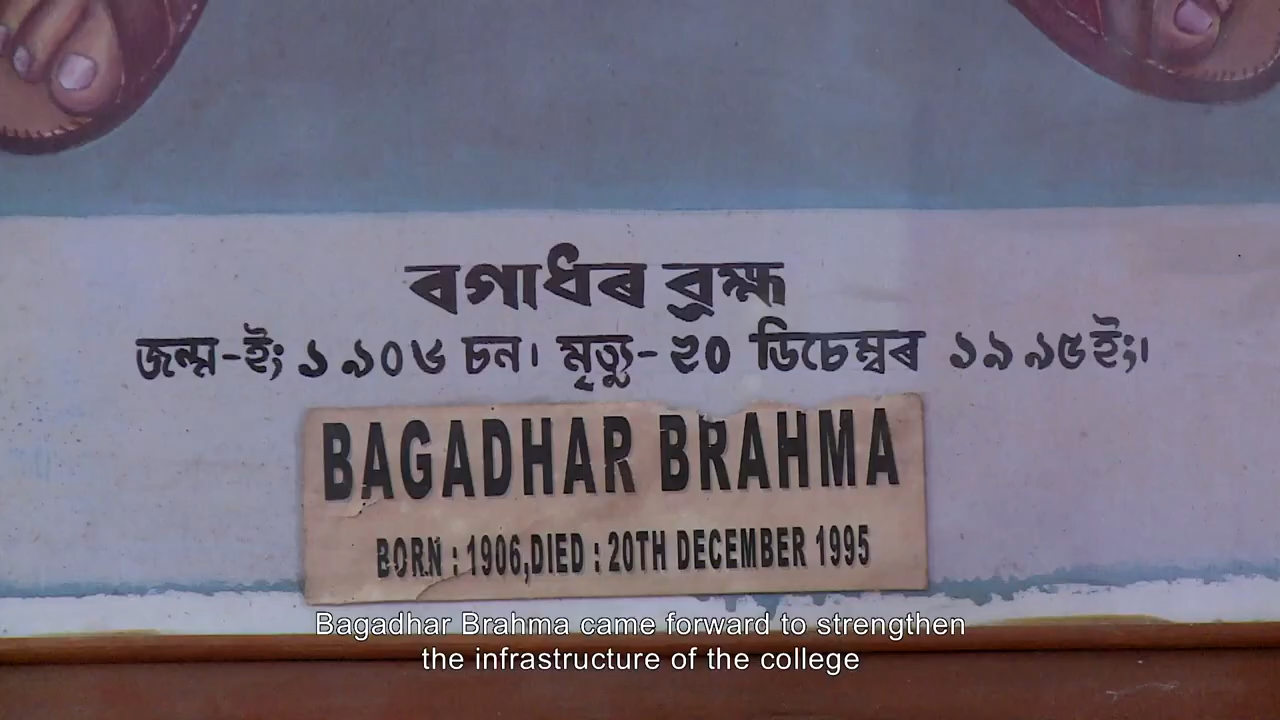 বগাধৰ ব্ৰহ্ম
জন্ম-ই; ১৯০৬ চন। মৃত্যু- ২০ ডিচেম্বৰ ১৯৯৫ই;।
BAGADHAR BRAHMA
BORN : 1906,DIED : 20TH DECEMBER 1995
Bagadhar Brahma came forward to strengthen
the infrastructure of the college